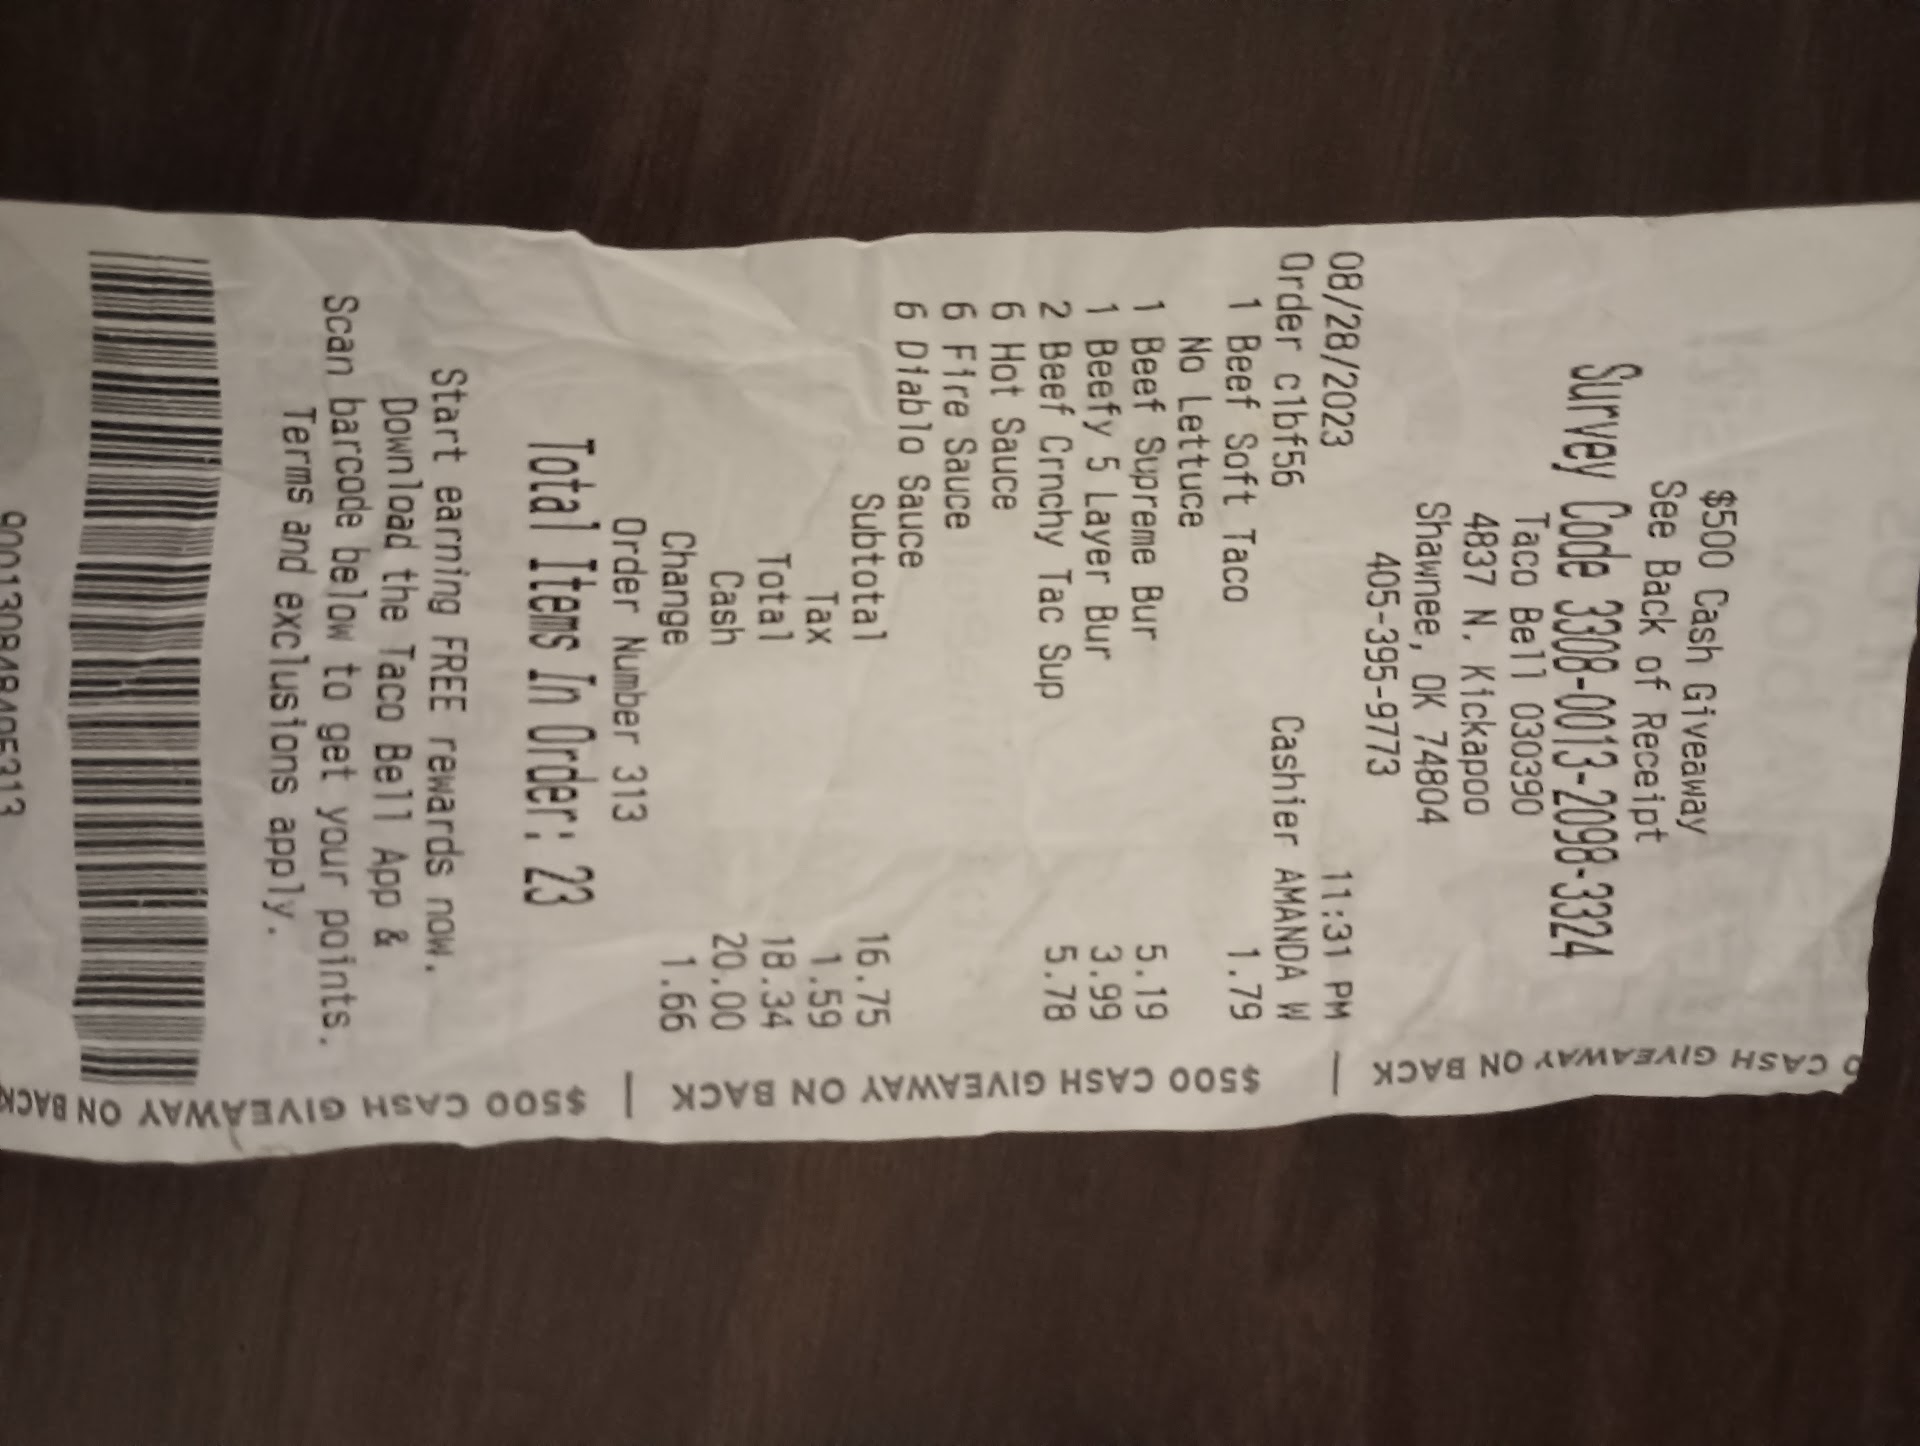 $500 Cash Giveaway
See Back of Receipt
Survey Code 3308-0013-2098-3324
Taco Bell 030390
4837 N. Kickapoo
Shawnee, OK 74804
405-395-9773
08/28/2023 11:31 PM
Order c1bf56 Cashier AMANDA W
1 Beef Soft Taco 1.79
No Lettuce
1 Beef Supreme Bur 5.19
1 Beefy 5 Layer Bur 3.99
2 Beef Crnchy Tac Sup 5.78
6 Hot Sauce
6 Fire Sauce
6 Diablo Sauce
Subtotal 16.75
Tax 1.59
Total 18.34
Cash 20.00
Change 1.66
Order Number 313
Total Items In Order: 23
Start earning FREE rewards now.
Download the Taco Bell App &
Scan barcode below to get your points.
Terms and exclusions apply.
CASH GIVEAWAY ON BACK | $500 CASH GIVEAWAY ON BACK | $500 CASH GIVEAWAY ON BACK